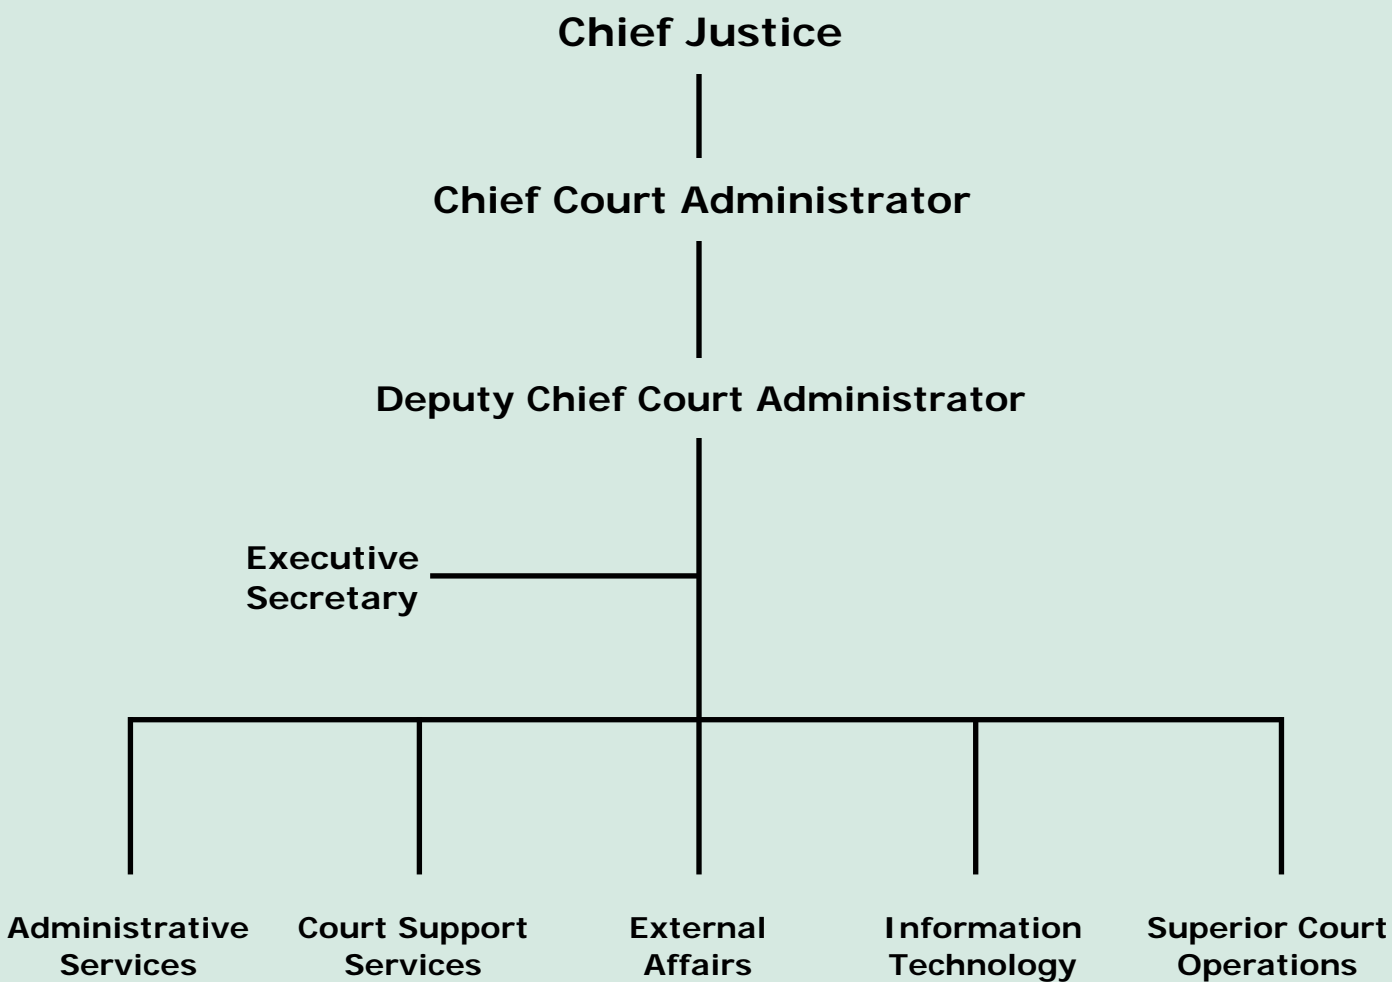 Chief Justice
Chief Court Administrator
Deputy Chief Court Administrator
Executive
Secretary
Administrative
Services
Court Support
Services
External
Affairs
Information
Technology
Superior Court
Operations